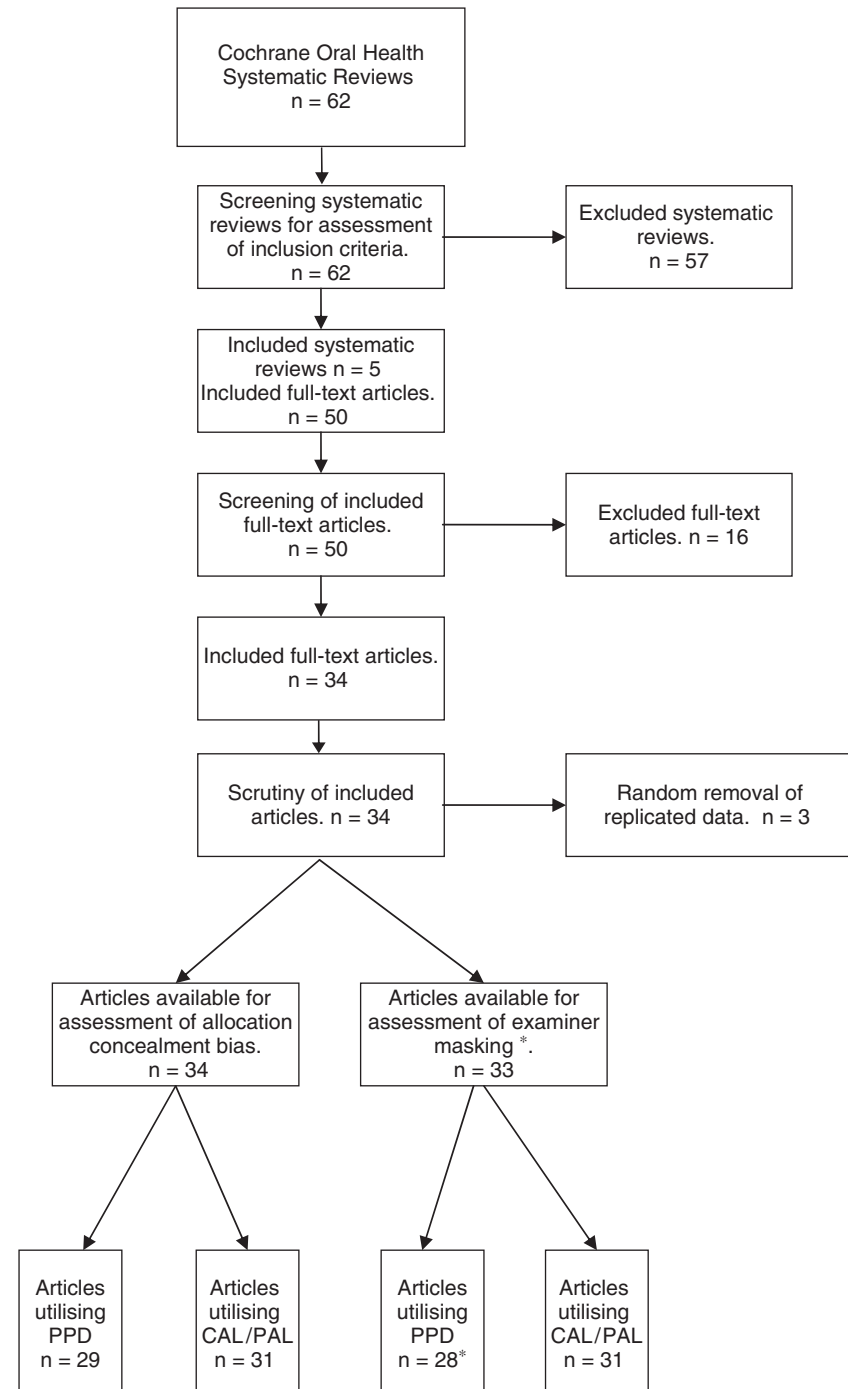 Cochrane Oral Health
Systematic Reviews
n = 62
Screening systematic
reviews for assessment
of inclusion criteria.
n = 62
Excluded systematic
reviews.
n = 57
Included systematic
reviews n = 5
Included full-text articles.
n = 50
Screening of included
full-text articles.
n = 50
Excluded full-text
articles. n = 16
Included full-text articles.
n = 34
Scrutiny of included
articles. n = 34
Random removal of
replicated data. n = 3
Articles available for
assessment of allocation
concealment bias.
n = 34
Articles available for
assessment of examiner
masking *.
n = 33
Articles
utilising
PPD
n = 29
Articles
utilising
CAL/PAL
n = 31
Articles
utilising
PPD
n = 28*
Articles
utilising
CAL/PAL
n = 31